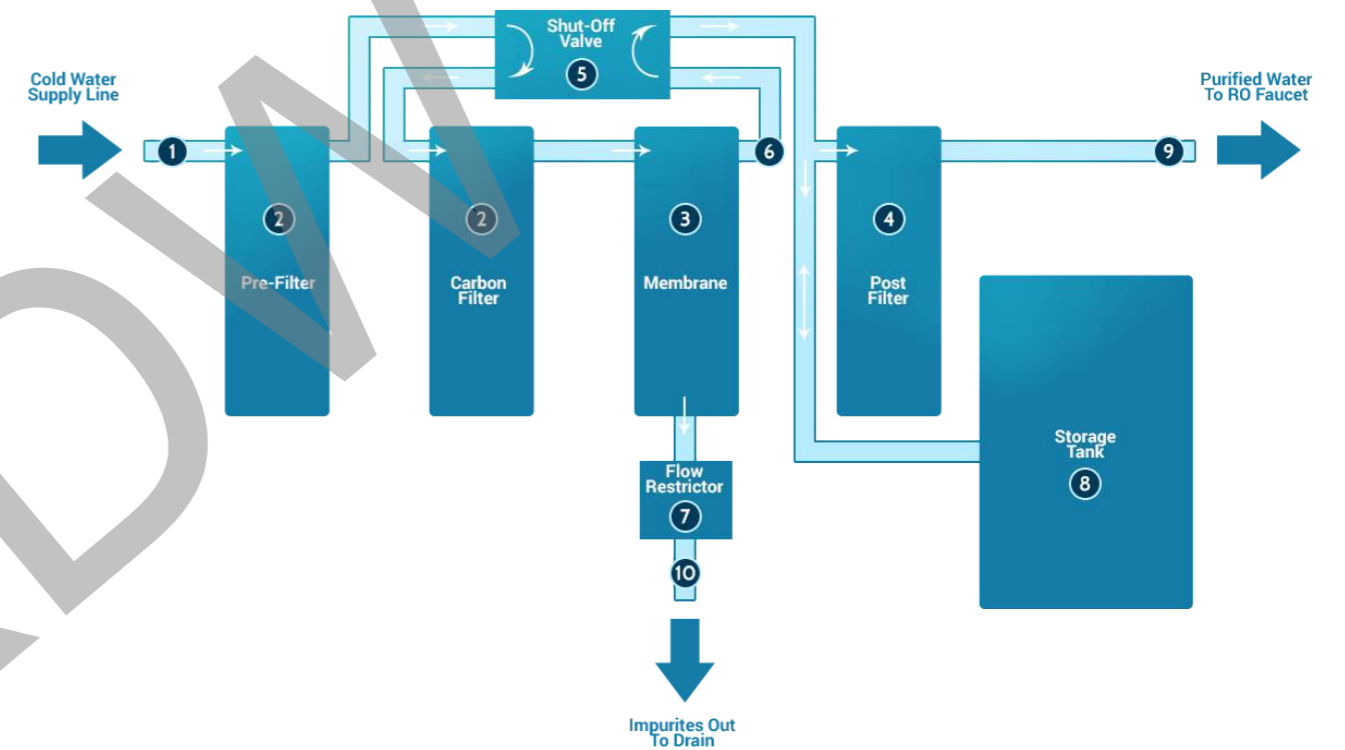 Shut-Off
Valve
5
Cold Water
Supply Line
Purified Water
To RO Faucet
1
6
9
2
2
3
4
Pre-Filter
Carbon
Filter
Membrane
Post
Filter
Storage
Tank
8
Flow
Restrictor
7
10
Impurites Out
To Drain